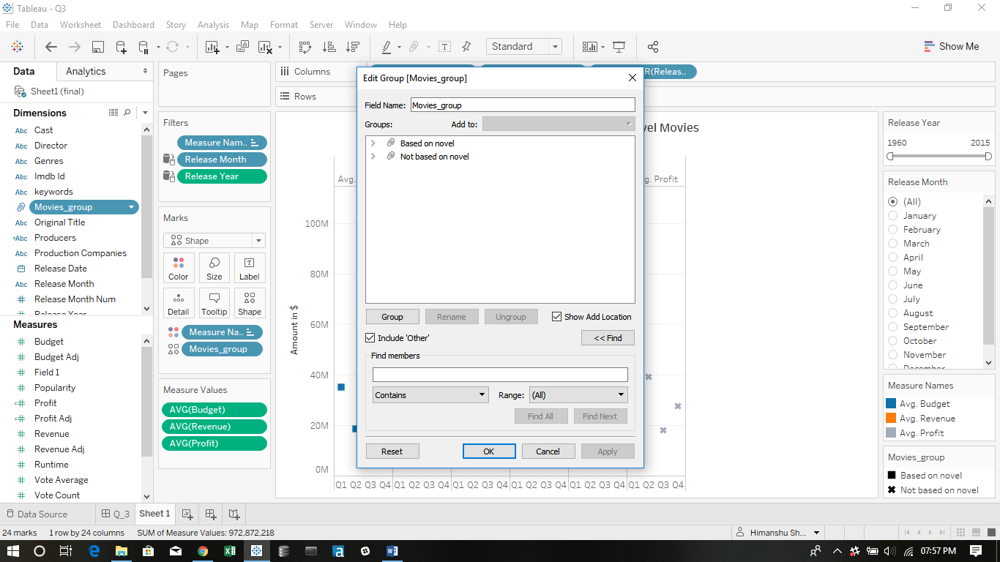 Tableau - Q3
File Data Worksheet Dashboard Story Analysis Map Format Server Window Help
Standard
Show Me
Data
Analytics
Sheet1 (final)
Dimensions
Abc Cast
Abc Director
Abc Genres
Abc Imdb Id
Abc keywords
Movies_group
Abc Original Title
=Abc Producers
Abc Production Companies
Release Date
Abc Release Month
# Release Month Num
# Release Year
Measures
# Budget
# Budget Adj
# Field 1
# Popularity
=# Profit
=# Profit Adj
# Revenue
# Revenue Adj
# Runtime
# Vote Average
# Vote Count
Pages
Filters
Measure Nam..
Release Month
Release Year
Marks
Shape
Color
Size
Label
Detail
Tooltip
Shape
Measure Na..
Movies_group
Measure Values
AVG(Budget)
AVG(Revenue)
AVG(Profit)
Columns
R(Releas..
Rows
vel Movies
Avg.
g. Profit
Amount in $
100M
80M
60M
40M
20M
0M
Q1 Q2 Q3 Q4 Q1 Q2 Q3 Q4 Q1 Q2 Q3 Q4 Q1 Q2 Q3 Q4 Q1 Q2 Q3 Q4 Q1 Q2 Q3 Q4
Edit Group [Movies_group]
Field Name: Movies_group
Groups:
Add to:
Based on novel
Not based on novel
Group
Rename
Ungroup
Show Add Location
Include 'Other'
<< Find
Find members
Contains
Range: (All)
Find All
Find Next
Reset
OK
Cancel
Apply
Release Year
1960
2015
Release Month
(All)
January
February
March
April
May
June
July
August
September
October
November
December
Measure Names
Avg. Budget
Avg. Revenue
Avg. Profit
Movies_group
Based on novel
Not based on novel
Data Source
Q_3
Sheet 1
24 marks
1 row by 24 columns
SUM of Measure Values: 972,872,218
Himanshu Sh...
07:57 PM